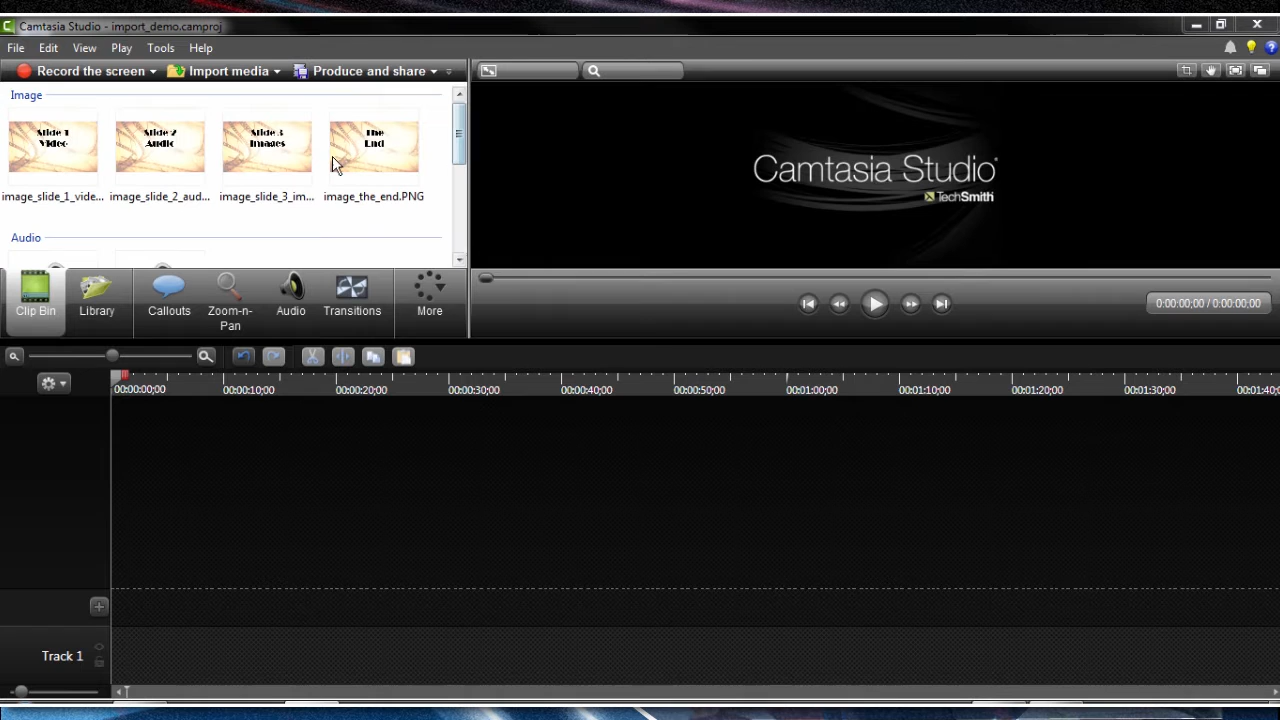 Camtasia Studio - import_demo.camproj
File Edit View Play Tools Help
Record the screen Import media Produce and share
Image
Slide 1 Video
Slide 2 Audio
Slide 3 Images
The End
image_slide_1_vide... image_slide_2_aud... image_slide_3_im... image_the_end.PNG
Audio
Camtasia Studio®
TechSmith
Clip Bin Library Callouts Zoom-n-Pan Audio Transitions More
0:00:00;00 / 0:00:00;00
00:00:00;00 00:00:10;00 00:00:20;00 00:00:30;00 00:00:40;00 00:00:50;00 00:01:00;00 00:01:10;00 00:01:20;00 00:01:30;00 00:01:40;0
Track 1